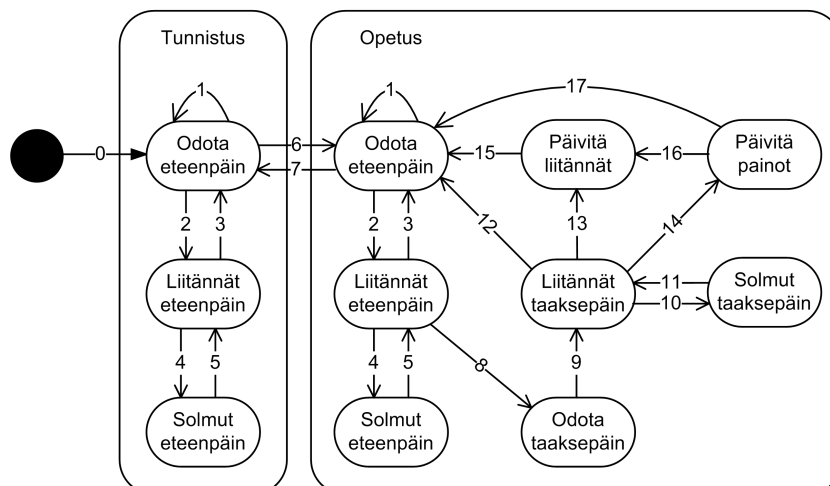 Tunnistus
Opetus
1
1
17
0
Odota
eteenpäin
6
7
Odota
eteenpäin
15
Päivitä
liitännät
16
Päivitä
painot
2
3
2
3
12
13
14
Liitännät
eteenpäin
Liitännät
eteenpäin
Liitännät
taaksepäin
11
10
Solmut
taaksepäin
4
5
4
5
8
9
Solmut
eteenpäin
Solmut
eteenpäin
Odota
taaksepäin